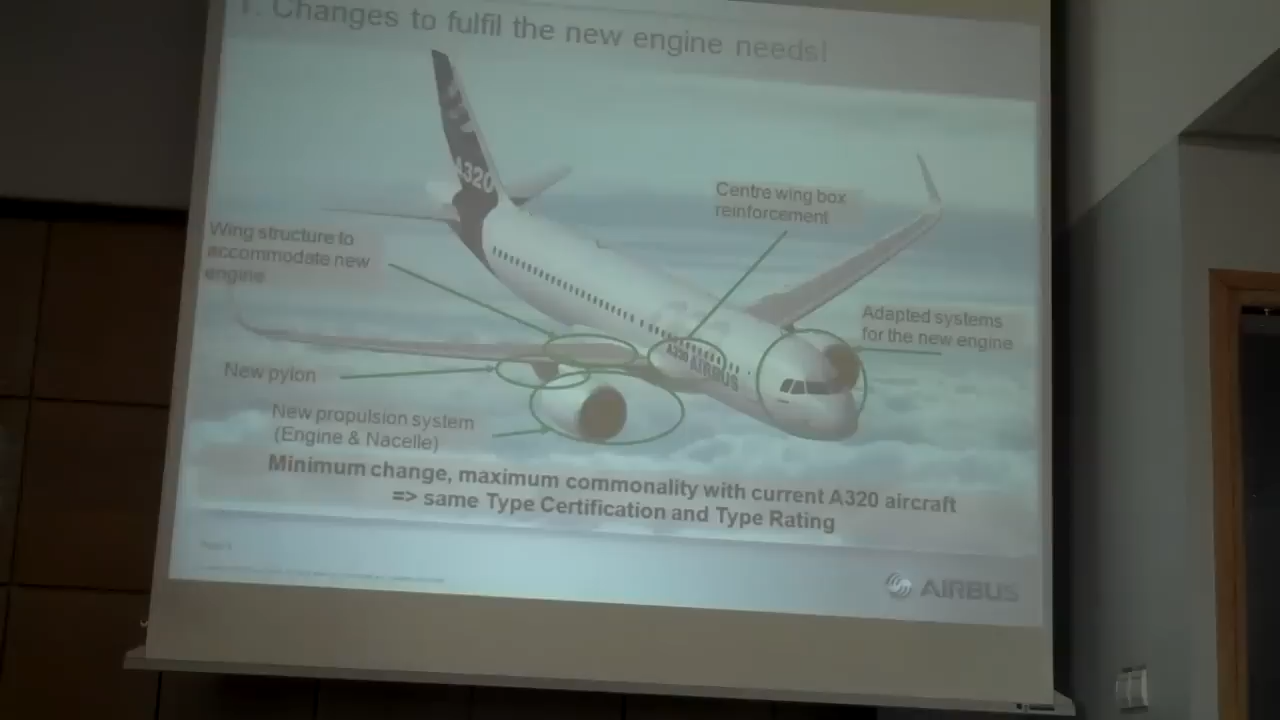 1. Changes to fulfil the new engine needs!
A320
Centre wing box
reinforcement
Wing structure to
accommodate new
engine
Adapted systems
for the new engine
A320 AIRBUS
New pylon
New propulsion system
(Engine & Nacelle)
Minimum change, maximum commonality with current A320 aircraft
=> same Type Certification and Type Rating
AIRBUS